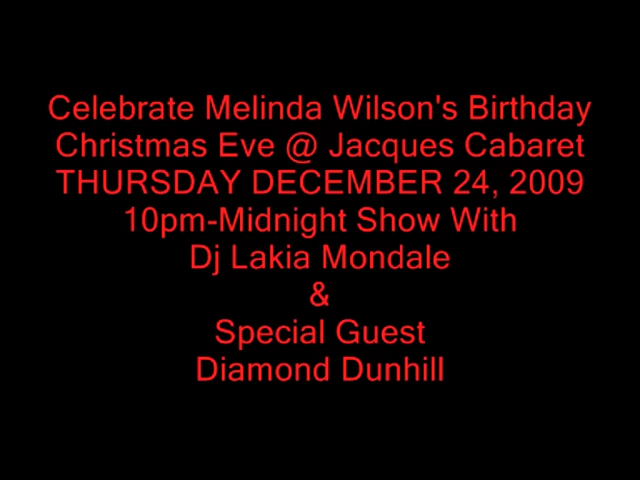 Celebrate Melinda Wilson's Birthday
Christmas Eve @ Jacques Cabaret
THURSDAY DECEMBER 24, 2009
10pm-Midnight Show With
Dj Lakia Mondale
&
Special Guest
Diamond Dunhill